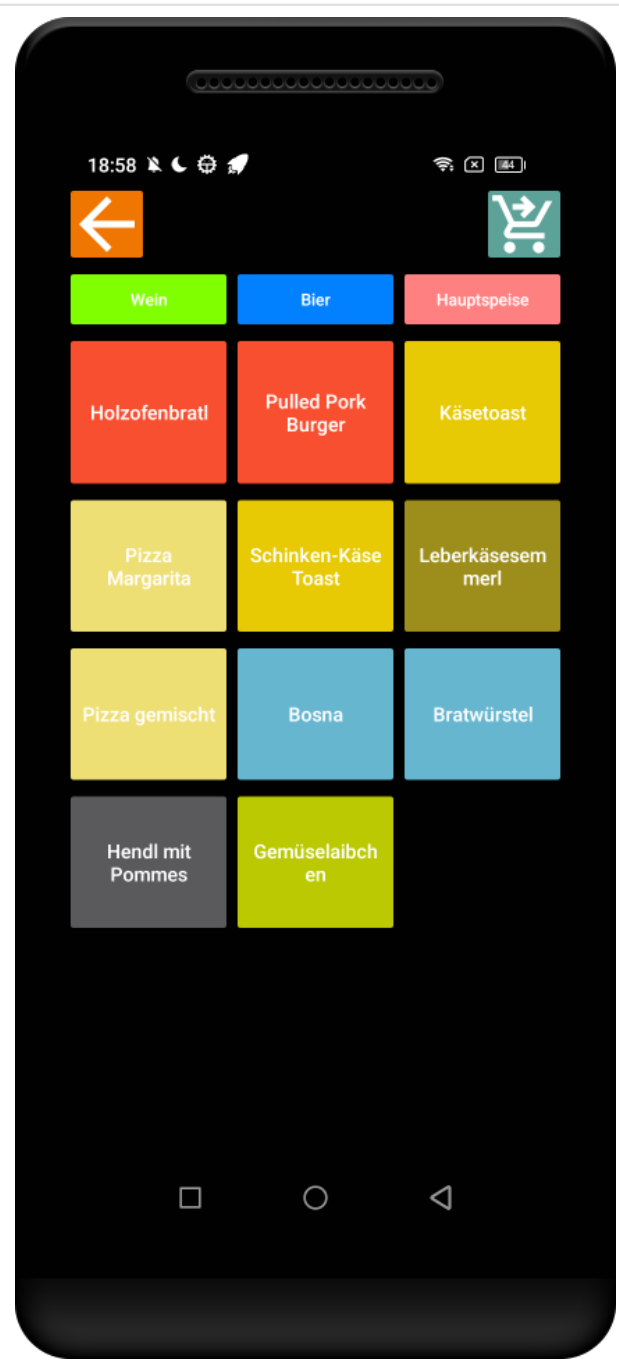 18:58
44
Wein
Bier
Hauptspeise
Holzofenbratl
Pulled Pork
Burger
Käsetoast
Pizza
Margarita
Schinken-Käse
Toast
Leberkäsesem
merl
Pizza gemischt
Bosna
Bratwürstel
Hendl mit
Pommes
Gemüselaibch
en